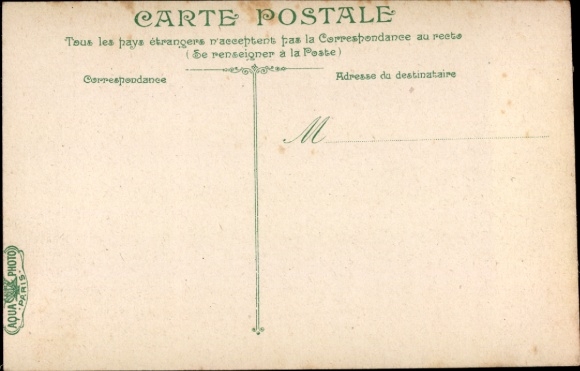 CARTE POSTALE
Tous les pays étrangers n'acceptent pas la Correspondance au recto
(Se renseigner à la Poste)
Correspondance
Adresse du destinataire
M
AQUA PHOTO
PARIS